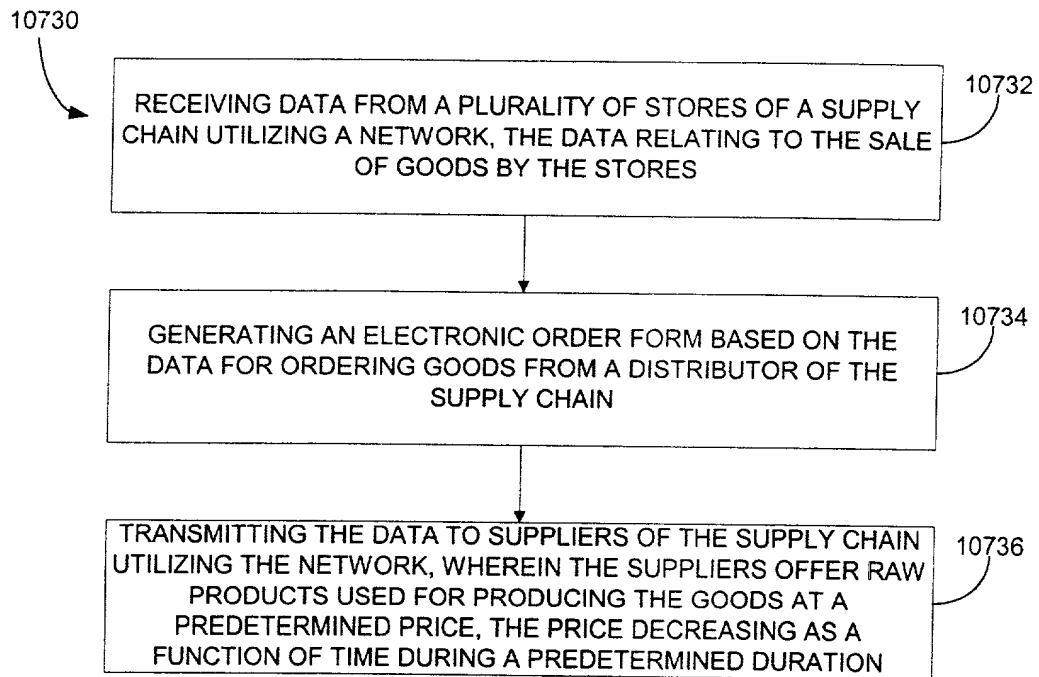 10730
10732
RECEIVING DATA FROM A PLURALITY OF STORES OF A SUPPLY
CHAIN UTILIZING A NETWORK, THE DATA RELATING TO THE SALE
OF GOODS BY THE STORES
10734
GENERATING AN ELECTRONIC ORDER FORM BASED ON THE
DATA FOR ORDERING GOODS FROM A DISTRIBUTOR OF THE
SUPPLY CHAIN
10736
TRANSMITTING THE DATA TO SUPPLIERS OF THE SUPPLY CHAIN
UTILIZING THE NETWORK, WHEREIN THE SUPPLIERS OFFER RAW
PRODUCTS USED FOR PRODUCING THE GOODS AT A
PREDETERMINED PRICE, THE PRICE DECREASING AS A
FUNCTION OF TIME DURING A PREDETERMINED DURATION